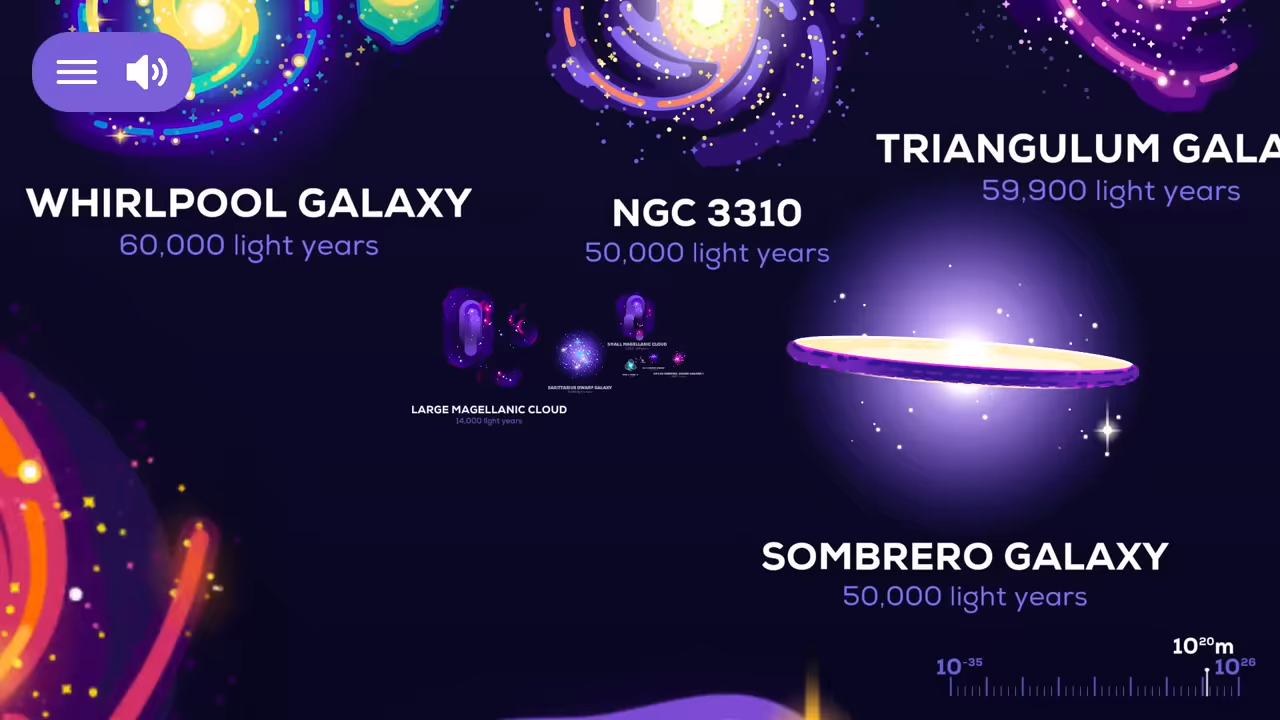 TRIANGULUM GALA
59,900 light years
WHIRLPOOL GALAXY
60,000 light years
NGC 3310
50,000 light years
SMALL MAGELLANIC CLOUD
SAGITTARIUS DWARF GALAXY
LARGE MAGELLANIC CLOUD
14,000 light years
SOMBRERO GALAXY
50,000 light years
10²⁰m
10⁻³⁵
10²⁶